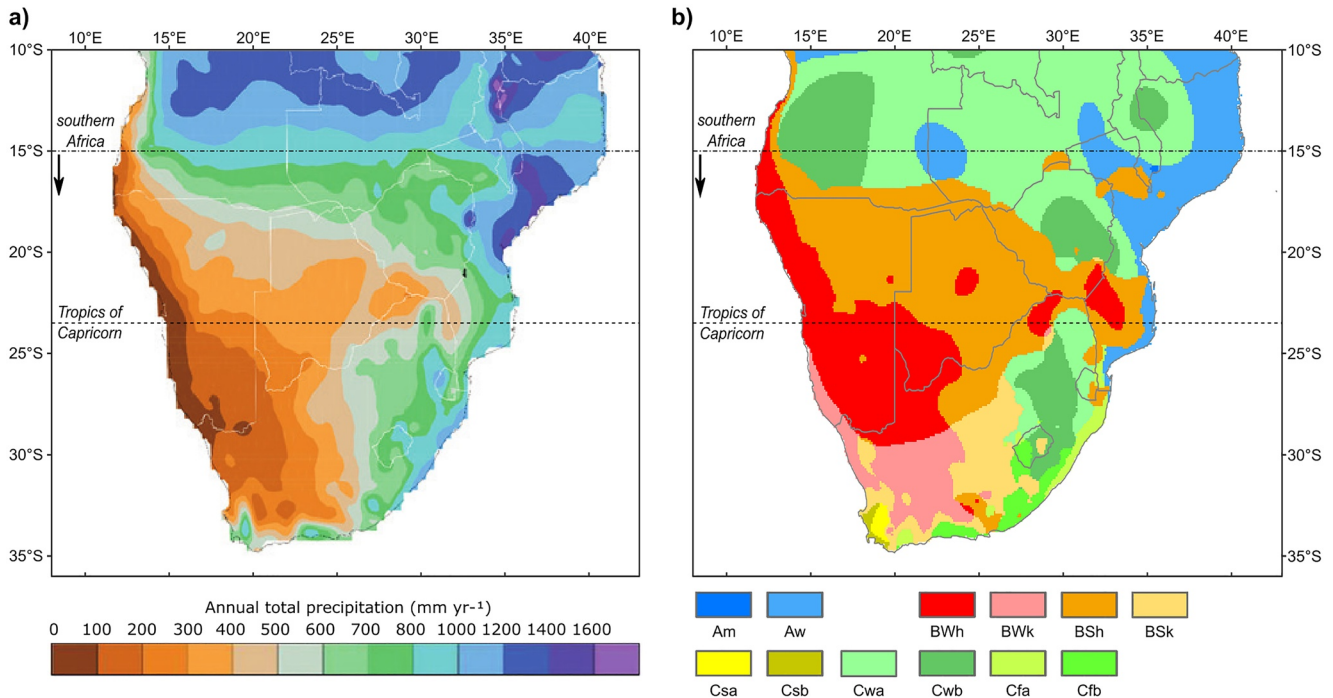 a)
10°E 15°E 20°E 25°E 30°E 35°E 40°E
10°S
southern
Africa
15°S
20°S
Tropics of
Capricorn
25°S
30°S
35°S
Annual total precipitation (mm yr⁻¹)
0 100 200 300 400 500 600 700 800 1000 1200 1400 1600
b)
10°E 15°E 20°E 25°E 30°E 35°E 40°E
10°S
southern
Africa
15°S
20°S
Tropics of
Capricorn
25°S
30°S
35°S
Am Aw BWh BWk BSh BSk
Csa Csb Cwa Cwb Cfa Cfb